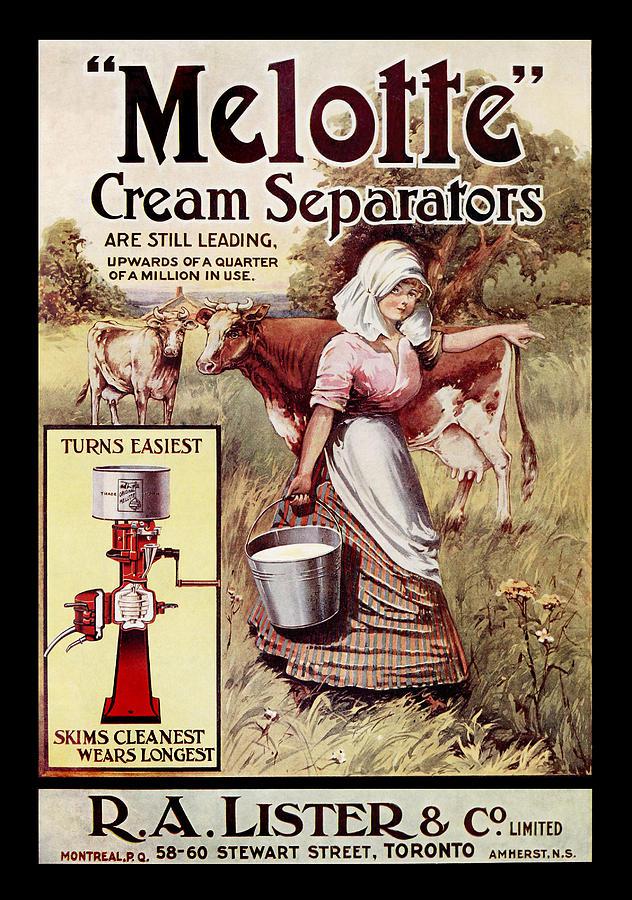 "Melotte"
Cream Separators
ARE STILL LEADING,
UPWARDS OF A QUARTER
OF A MILLION IN USE.
TURNS EASIEST
SKIMS CLEANEST
WEARS LONGEST
R.A. LISTER & Co. LIMITED
MONTREAL, P.Q. 58-60 STEWART STREET, TORONTO AMHERST, N.S.